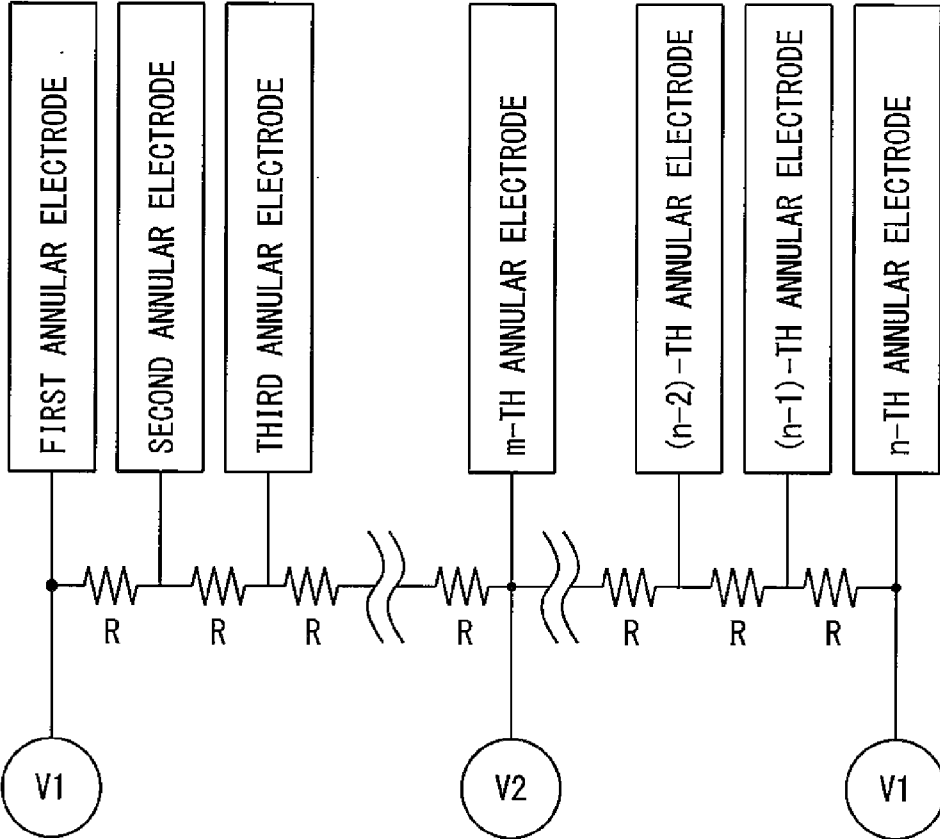 FIRST ANNULAR ELECTRODE
SECOND ANNULAR ELECTRODE
THIRD ANNULAR ELECTRODE
m-TH ANNULAR ELECTRODE
(n-2)-TH ANNULAR ELECTRODE
(n-1)-TH ANNULAR ELECTRODE
n-TH ANNULAR ELECTRODE
R R R R R R R
V1 V2 V1